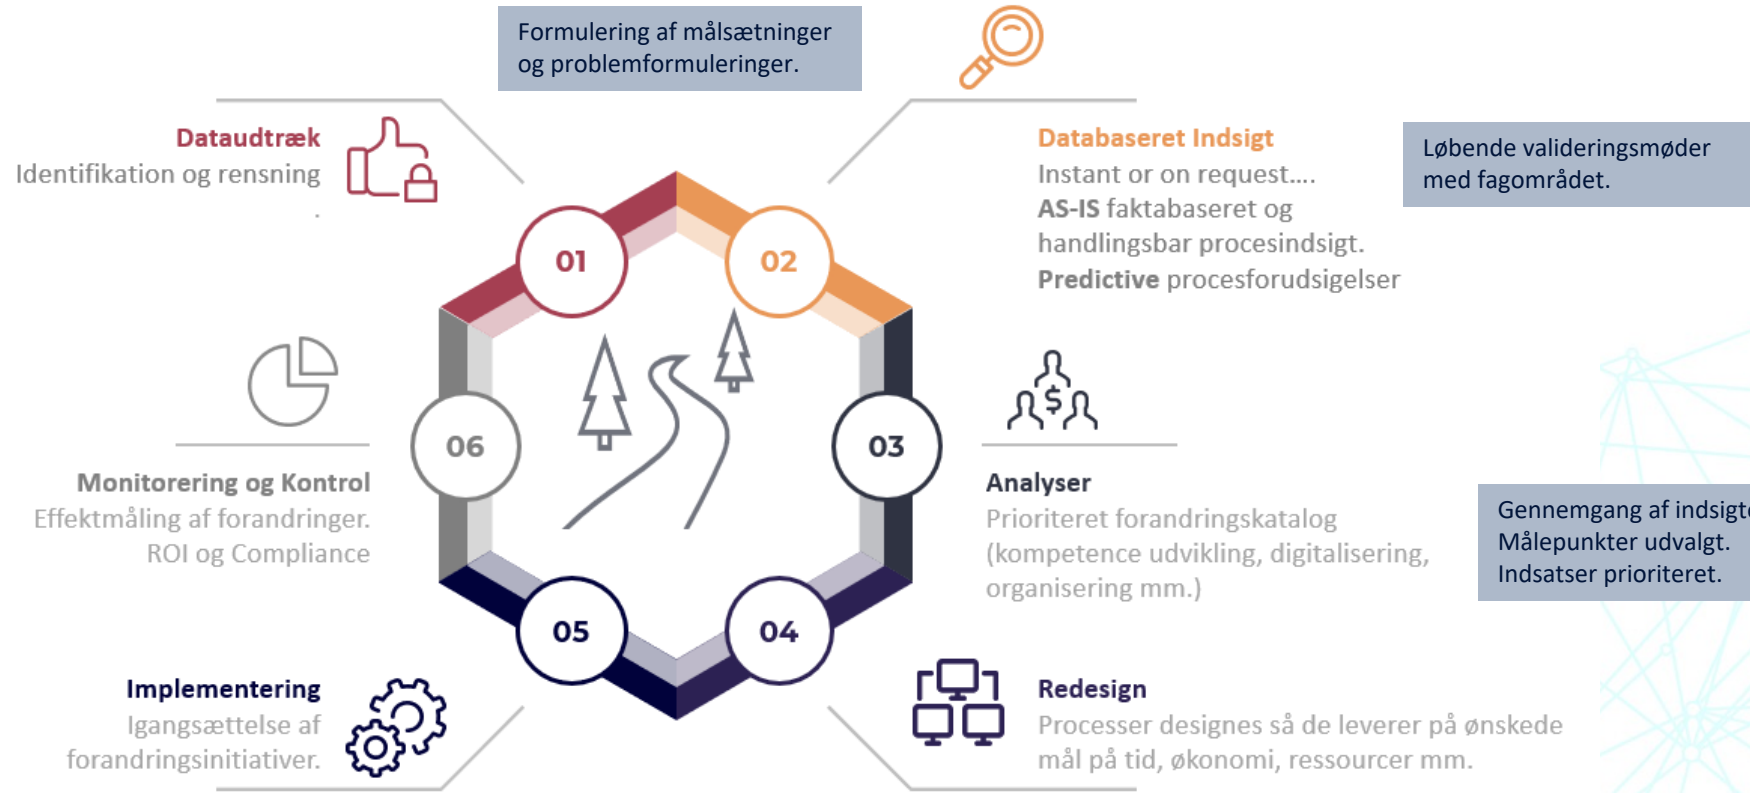 Formulering af målsætninger
og problemformuleringer.
Dataudtræk
Identifikation og rensning
.
01
02
Databaseret Indsigt
Instant or on request....
AS-IS faktabaseret og
handlingsbar procesindsigt.
Predictive procesforudsigelser
Løbende valideringsmøder
med fagområdet.
03
$
Analyser
Prioriteret forandringskatalog
(kompetence udvikling, digitalisering,
organisering mm.)
Gennemgang af
Målepunkter udvalgt.
Indsatser prioriteret.
04
Redesign
Processer designes så de leverer på ønskede
mål på tid, økonomi, ressourcer mm.
05
Implementering
Igangsættelse af
forandringsinitiativer.
06
Monitorering og Kontrol
Effektmåling af forandringer.
ROI og Compliance